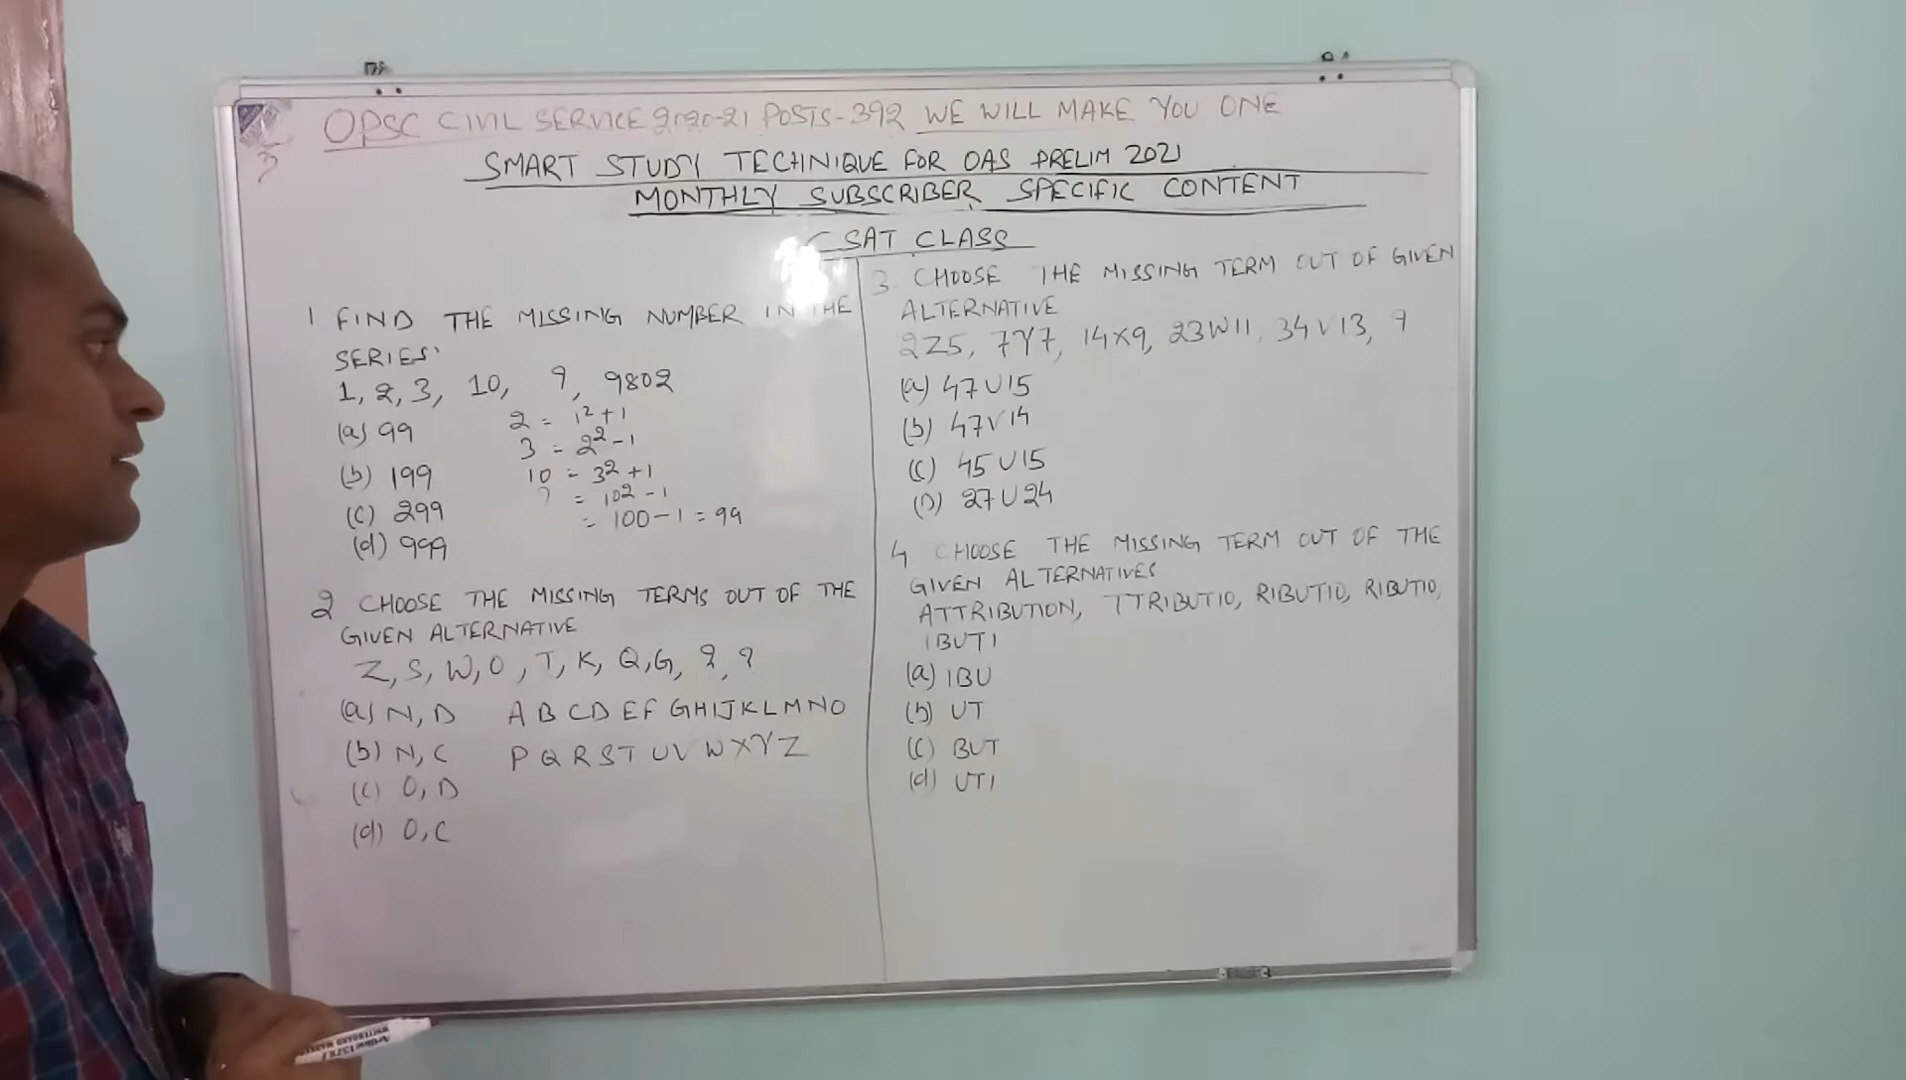 OPSC CIVIL SERVICE 2020-21 POSTS-392 WE WILL MAKE YOU ONE
SMART STUDY TECHNIQUE FOR OAS PRELIM 2021
MONTHLY SUBSCRIBER SPECIFIC CONTENT
CSAT CLASS
1 FIND THE MISSING NUMBER IN THE
SERIES:
1, 2, 3, 10, ?, 9802
(a) 99
(b) 199
(c) 299
(d) 999
2 = 1²+1
3 = 2²-1
10 = 3²+1
? = 10²-1
= 100-1 = 99
2 CHOOSE THE MISSING TERMS OUT OF THE
GIVEN ALTERNATIVE
Z, S, W, O, T, K, Q, G, ?, ?
(a) N, D
(b) N, C
(c) O, D
(d) O, C
A B C D E F G H I J K L M N O
P Q R S T U V W X Y Z
3. CHOOSE THE MISSING TERM OUT OF GIVEN
ALTERNATIVE
2Z5, 7Y7, 14X9, 23W11, 34V13, ?
(a) 47U15
(b) 47V14
(c) 45U15
(D) 27U24
4 CHOOSE THE MISSING TERM OUT OF THE
GIVEN ALTERNATIVES
ATTRIBUTION, TTRIBUTIO, RIBUTIO, RIBUTIO,
IBUTI
(a) IBU
(b) UT
(c) BUT
(d) UTI